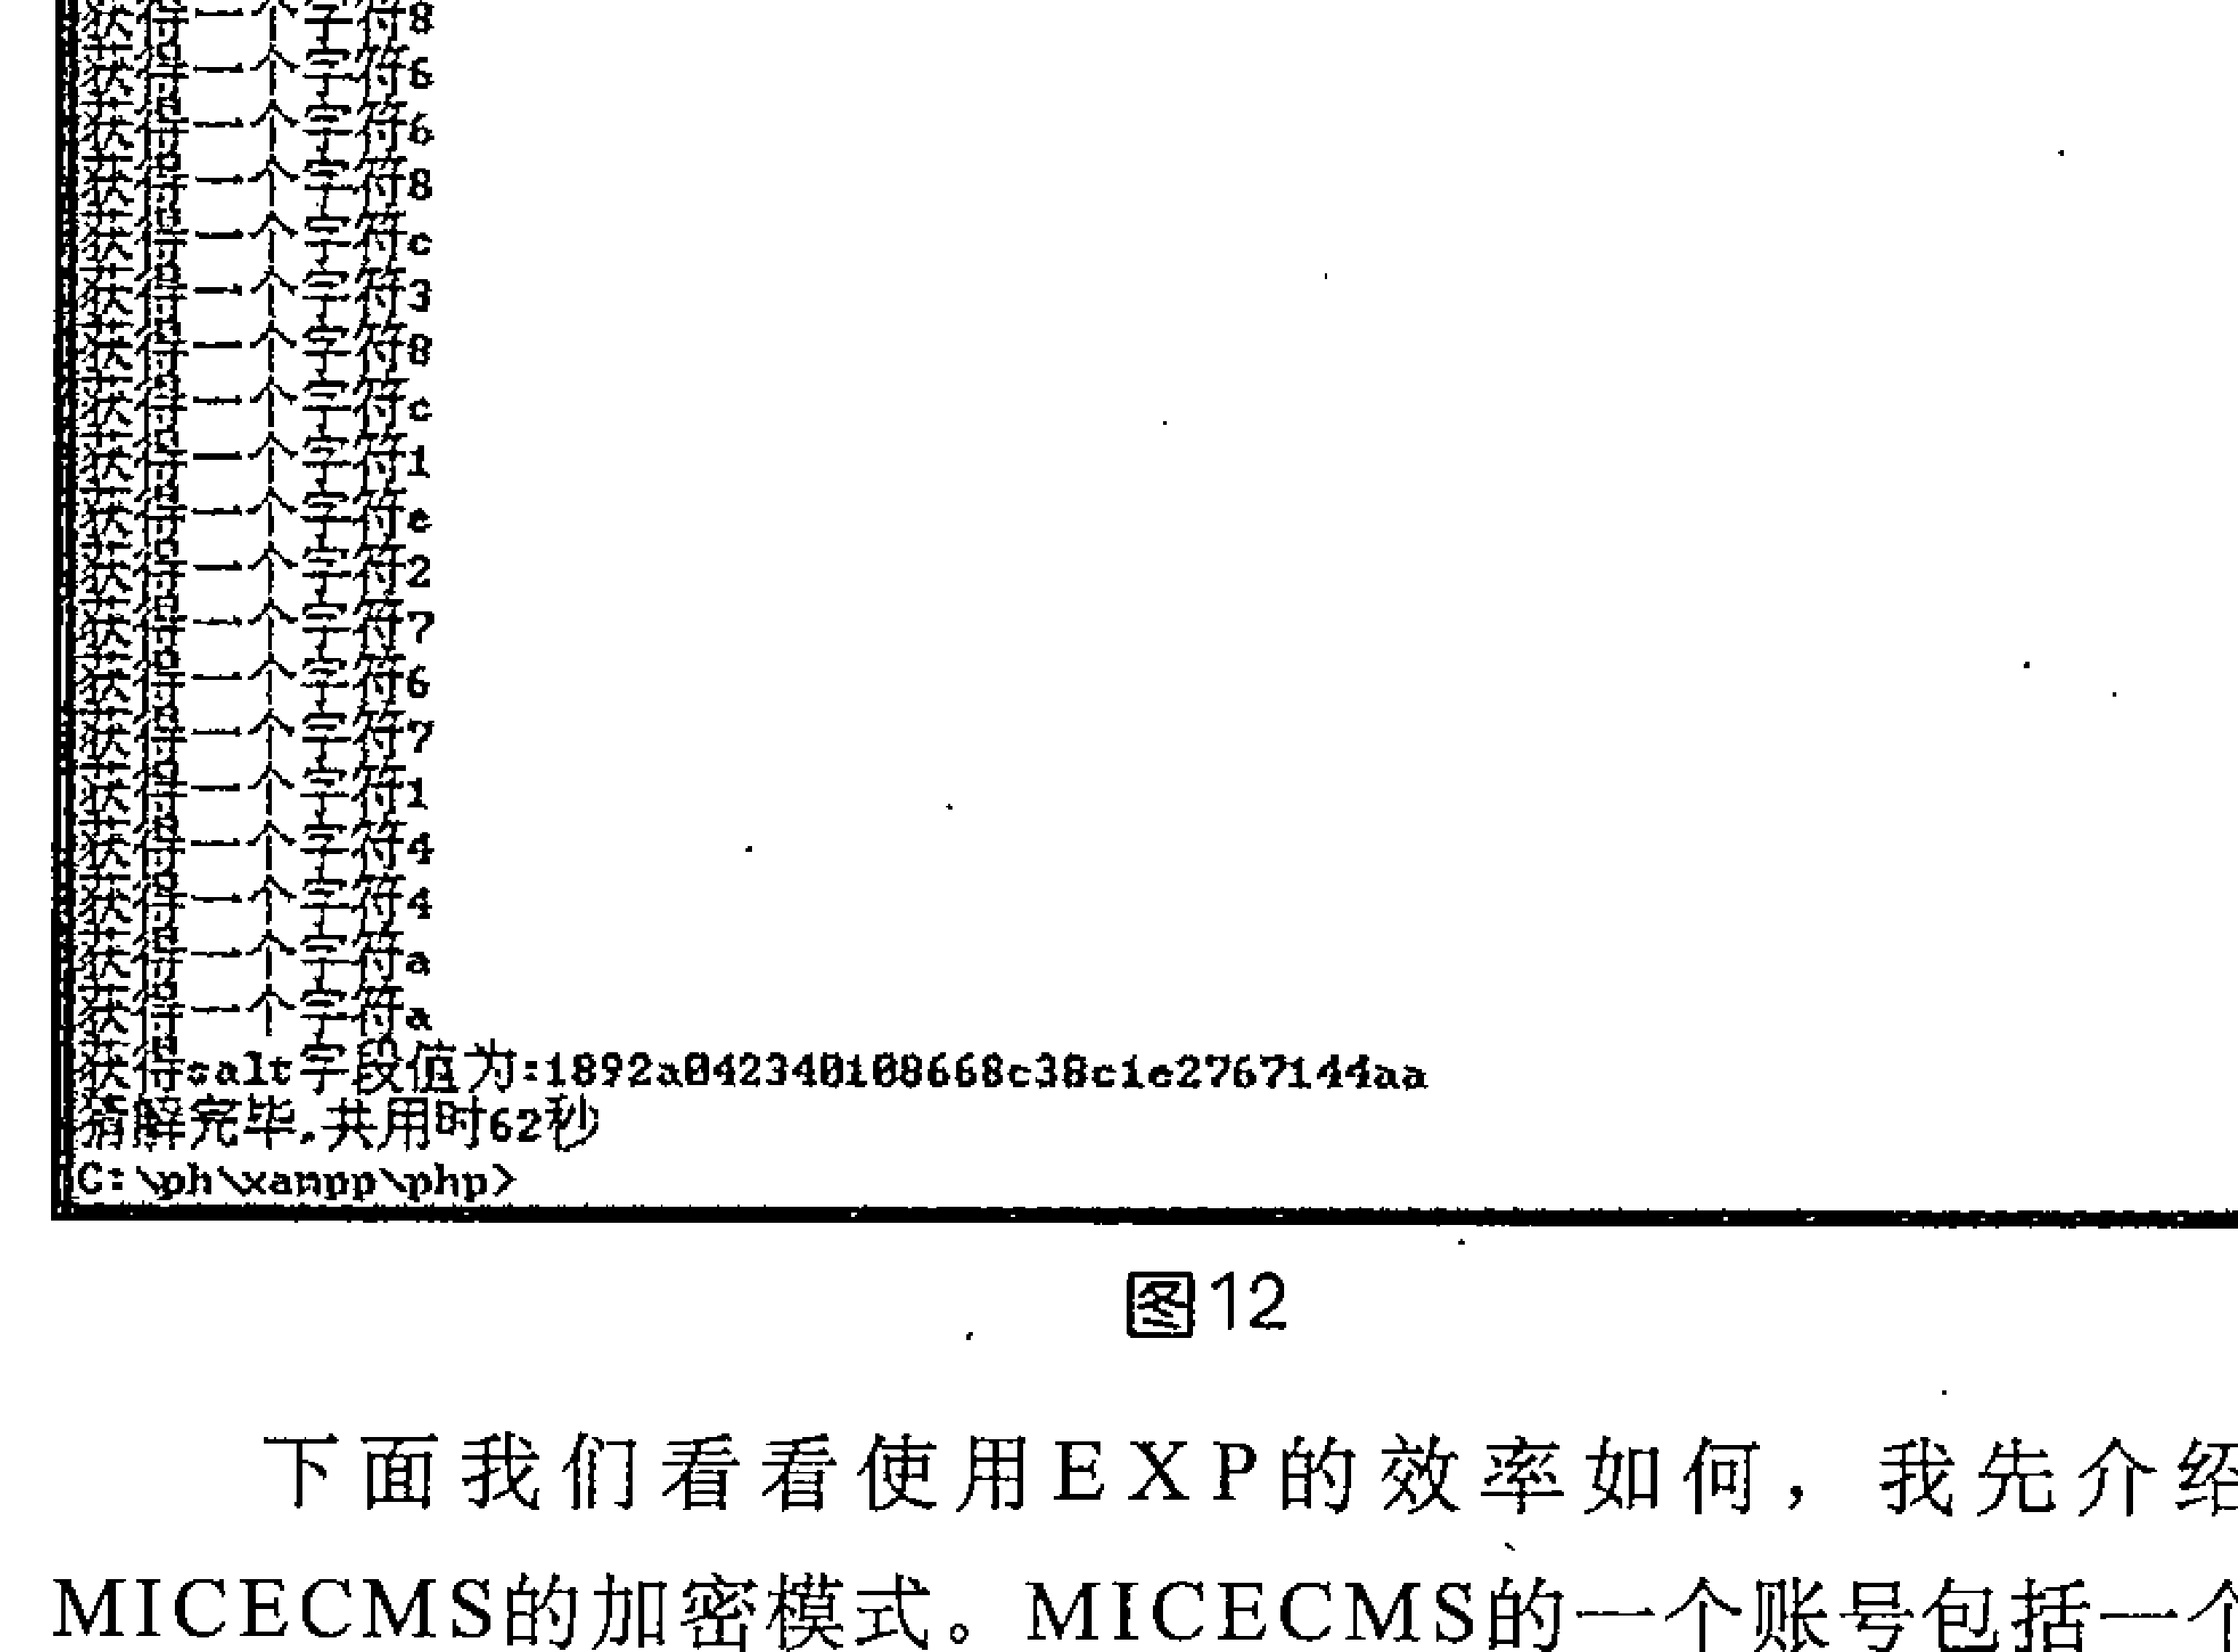 获得一个字符8
获得一个字符6
获得一个字符6
获得一个字符8
获得一个字符c
获得一个字符3
获得一个字符8
获得一个字符c
获得一个字符1
获得一个字符e
获得一个字符2
获得一个字符7
获得一个字符6
获得一个字符7
获得一个字符1
获得一个字符4
获得一个字符4
获得一个字符a
获得一个字符a
获得salt字段值为:1892a042340108668c38c1e2767144aa
猜解完毕,共用时62秒
C:\ph\xampp\php>
图12
下面我们看看使用EXP的效率如何，我先介绍
MICECMS的加密模式。MICECMS的一个账号包括一个